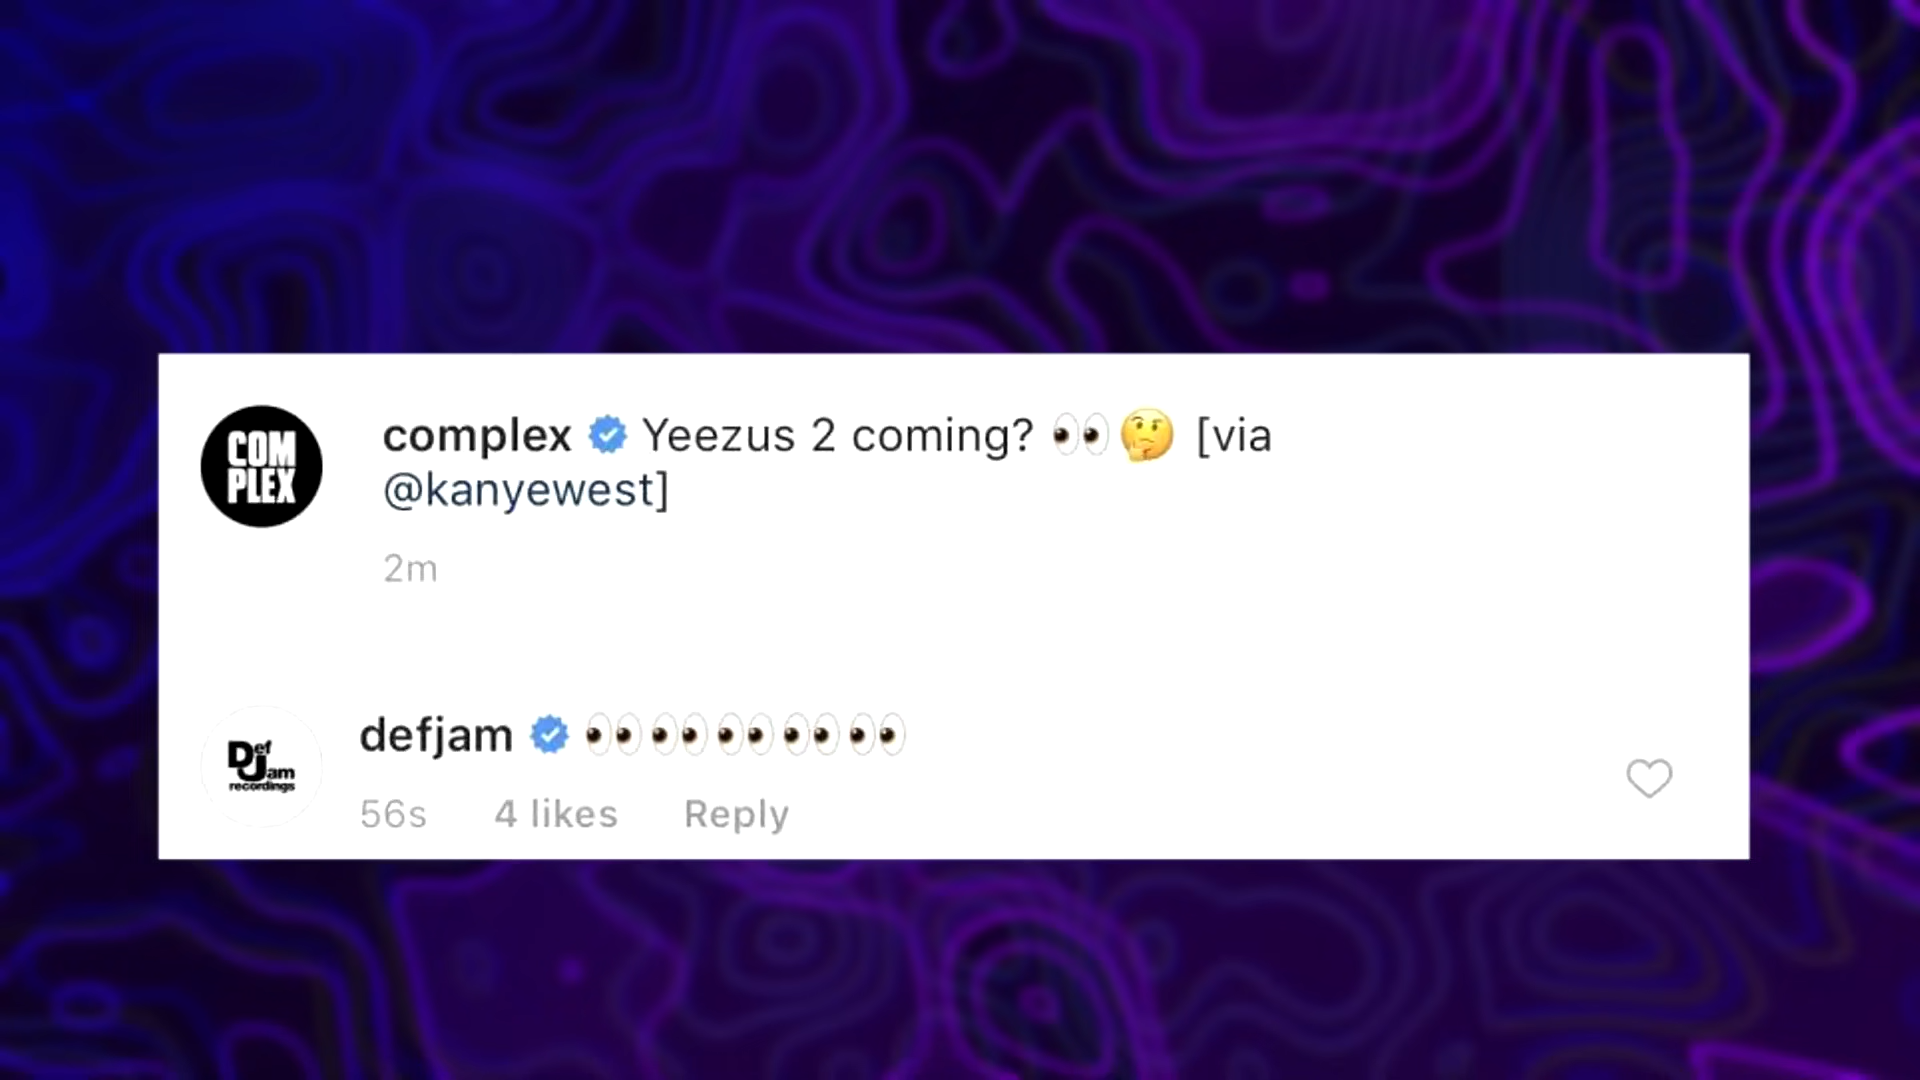 COM
PLEX
complex Yeezus 2 coming? 👀🤔 [via
@kanyewest]
2m
Def
Jam
recordings
defjam 👀👀👀👀👀
56s 4 likes Reply